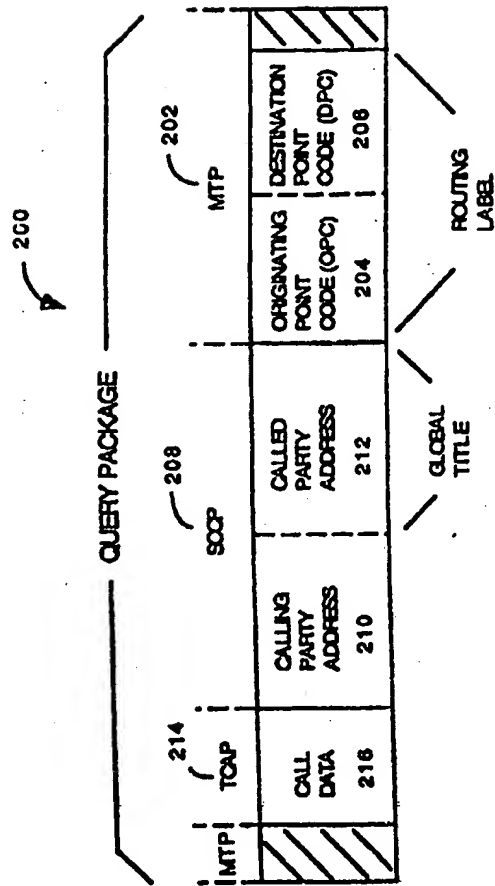 200
QUERY PACKAGE
MTP
214
TCAP
208
SCCP
202
MTP
CALL
DATA
216
CALLING
PARTY
ADDRESS
210
CALLED
PARTY
ADDRESS
212
ORIGINATING
POINT
CODE (OPC)
204
DESTINATION
POINT
CODE (DPC)
206
GLOBAL
TITLE
ROUTING
LABEL